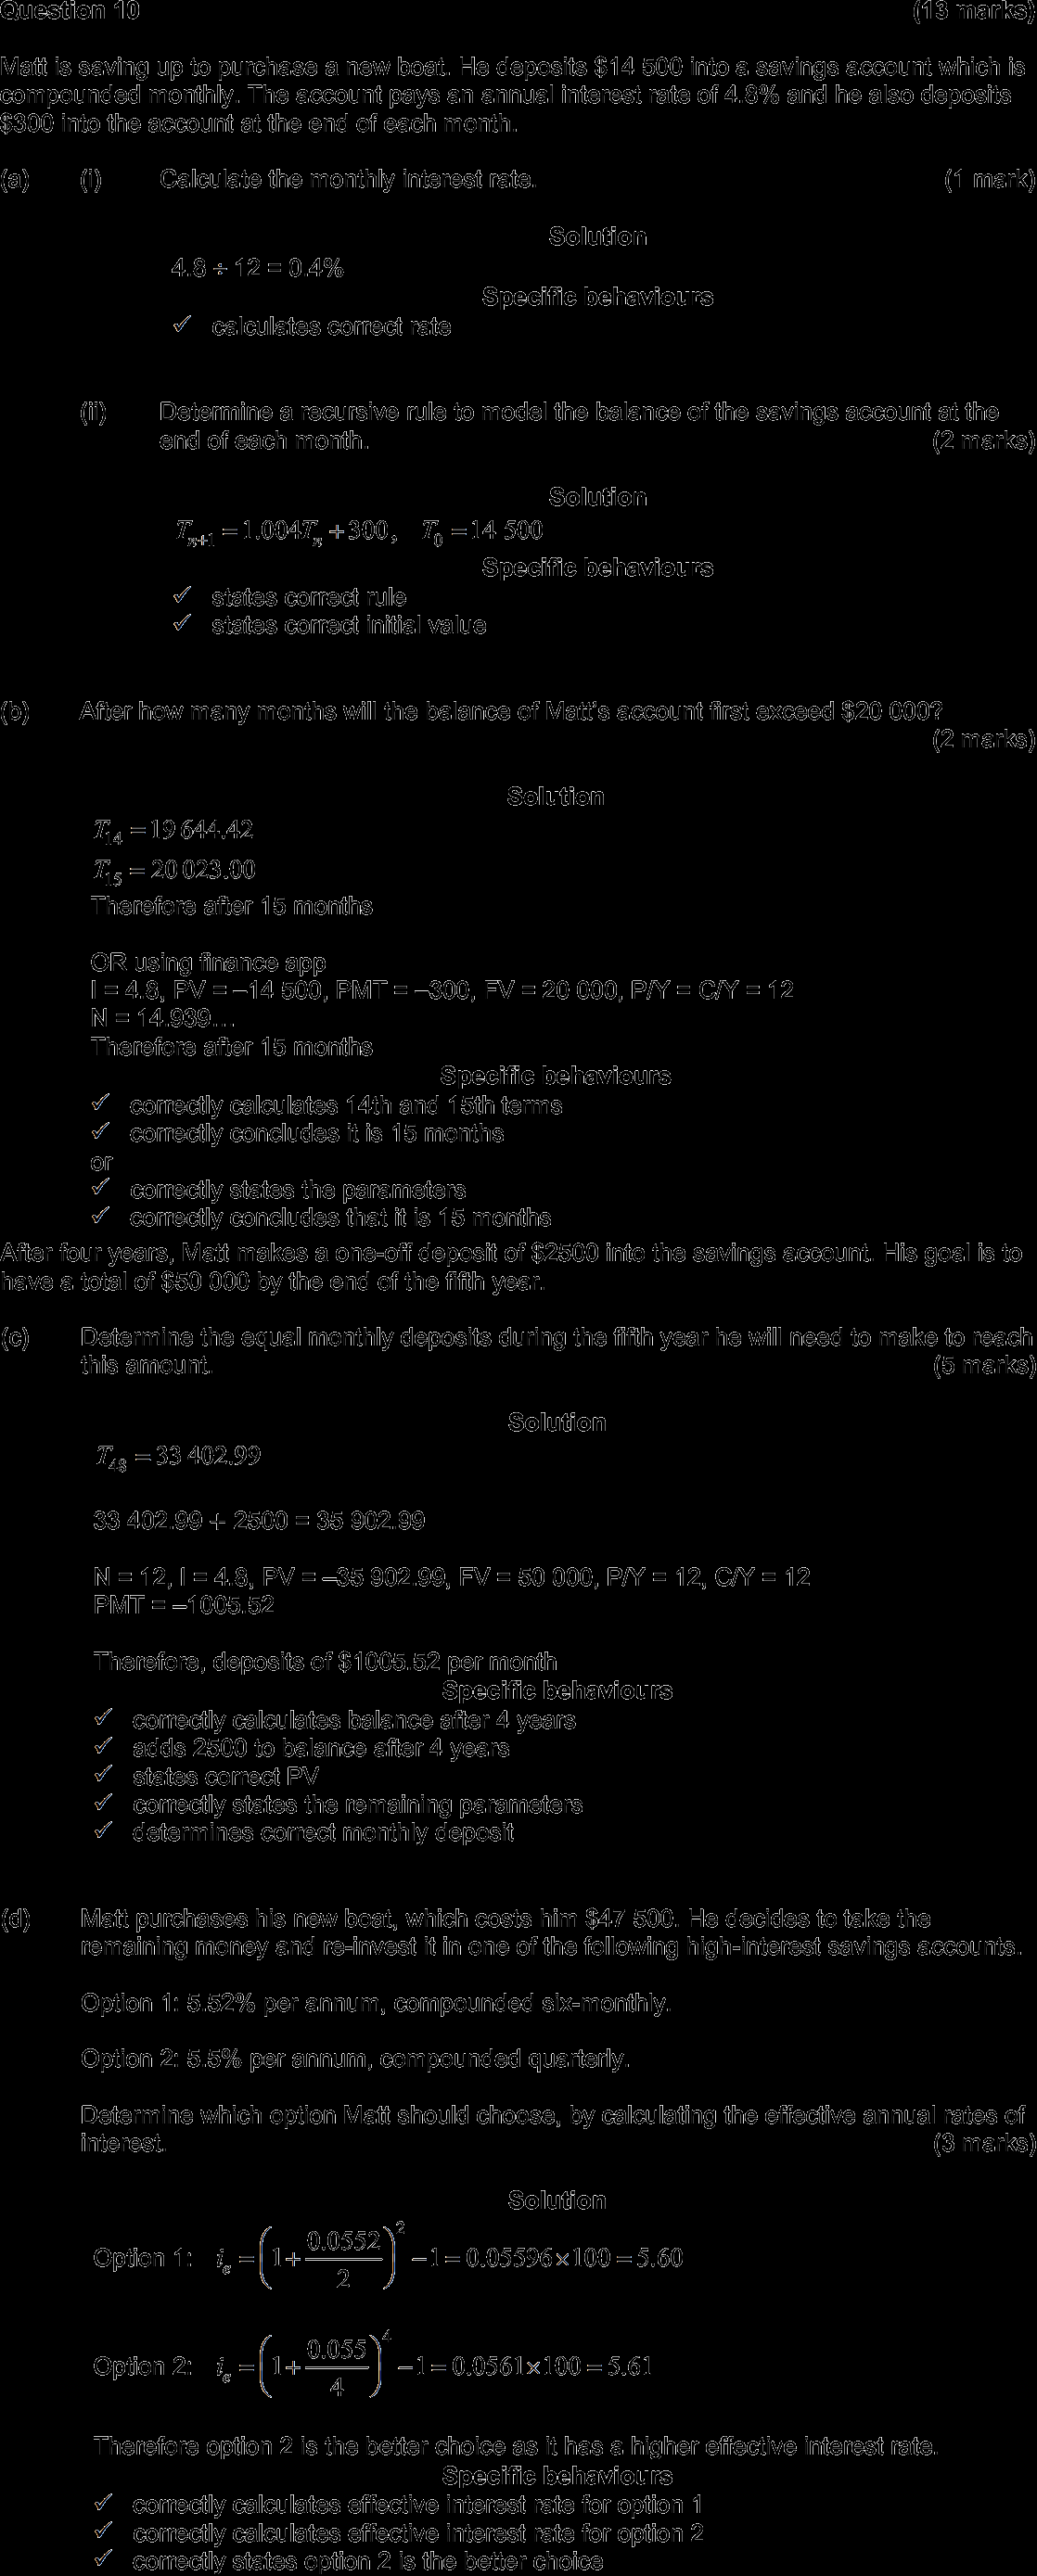 Question 10 (13 marks)
Matt is saving up to purchase a new boat. He deposits $14 500 into a savings account which is
compounded monthly. The account pays an annual interest rate of 4.8% and he also deposits
$300 into the account at the end of each month.
(a) (i) Calculate the monthly interest rate. (1 mark)
Solution
4.8 ÷ 12 = 0.4%
Specific behaviours
✓ calculates correct rate
(ii) Determine a recursive rule to model the balance of the savings account at the
end of each month. (2 marks)
Solution
Tₙ₊₁ = 1.004Tₙ + 300, T₀ = 14 500
Specific behaviours
✓ states correct rule
✓ states correct initial value
(b) After how many months will the balance of Matt's account first exceed $20 000?
(2 marks)
Solution
T₁₄ = 19 644.42
T₁₅ = 20 023.00
Therefore after 15 months
OR using finance app
I = 4.8, PV = –14 500, PMT = –300, FV = 20 000, P/Y = C/Y = 12
N = 14.939…
Therefore after 15 months
Specific behaviours
✓ correctly calculates 14th and 15th terms
✓ correctly concludes it is 15 months
or
✓ correctly states the parameters
✓ correctly concludes that it is 15 months
After four years, Matt makes a one-off deposit of $2500 into the savings account. His goal is to
have a total of $50 000 by the end of the fifth year.
(c) Determine the equal monthly deposits during the fifth year he will need to make to reach
this amount. (5 marks)
Solution
T₄₈ = 33 402.99
33 402.99 + 2500 = 35 902.99
N = 12, I = 4.8, PV = –35 902.99, FV = 50 000, P/Y = 12, C/Y = 12
PMT = –1005.52
Therefore, deposits of $1005.52 per month
Specific behaviours
✓ correctly calculates balance after 4 years
✓ adds 2500 to balance after 4 years
✓ states correct PV
✓ correctly states the remaining parameters
✓ determines correct monthly deposit
(d) Matt purchases his new boat, which costs him $47 500. He decides to take the
remaining money and re-invest it in one of the following high-interest savings accounts.
Option 1: 5.52% per annum, compounded six-monthly.
Option 2: 5.5% per annum, compounded quarterly.
Determine which option Matt should choose, by calculating the effective annual rates of
interest. (3 marks)
Solution
Option 1: iₑ = (1 + 0.0552/2)² − 1 = 0.05596 × 100 = 5.60
Option 2: iₑ = (1 + 0.055/4)⁴ − 1 = 0.0561 × 100 = 5.61
Therefore option 2 is the better choice as it has a higher effective interest rate.
Specific behaviours
✓ correctly calculates effective interest rate for option 1
✓ correctly calculates effective interest rate for option 2
✓ correctly states option 2 is the better choice